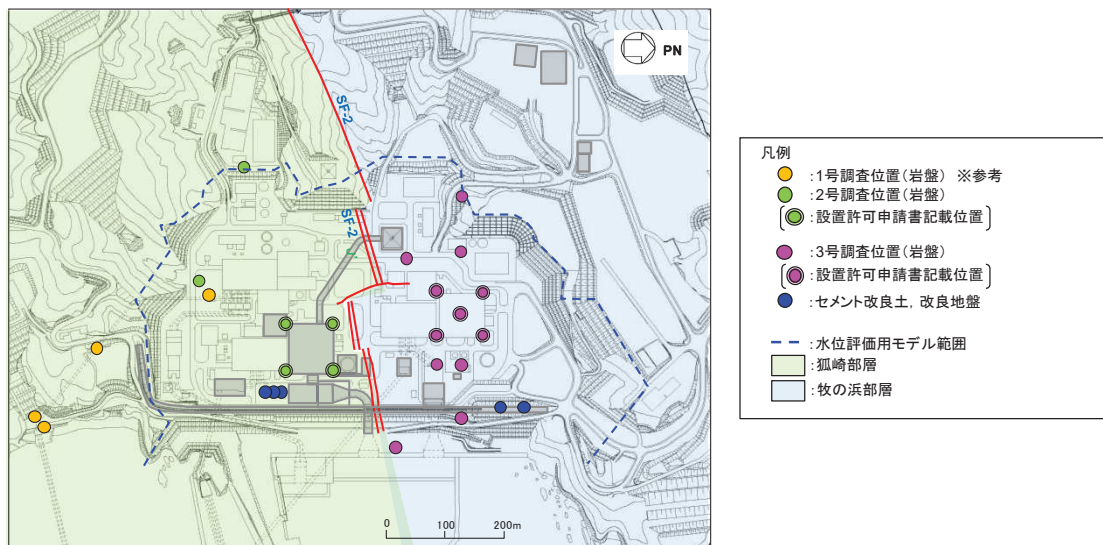 PN
SF-2
SF-2
0 100 200m
凡例
:1号調査位置(岩盤) ※参考
:2号調査位置(岩盤)
:設置許可申請書記載位置
:3号調査位置(岩盤)
:設置許可申請書記載位置
:セメント改良土, 改良地盤
:水位評価用モデル範囲
:狐崎部層
:牧の浜部層